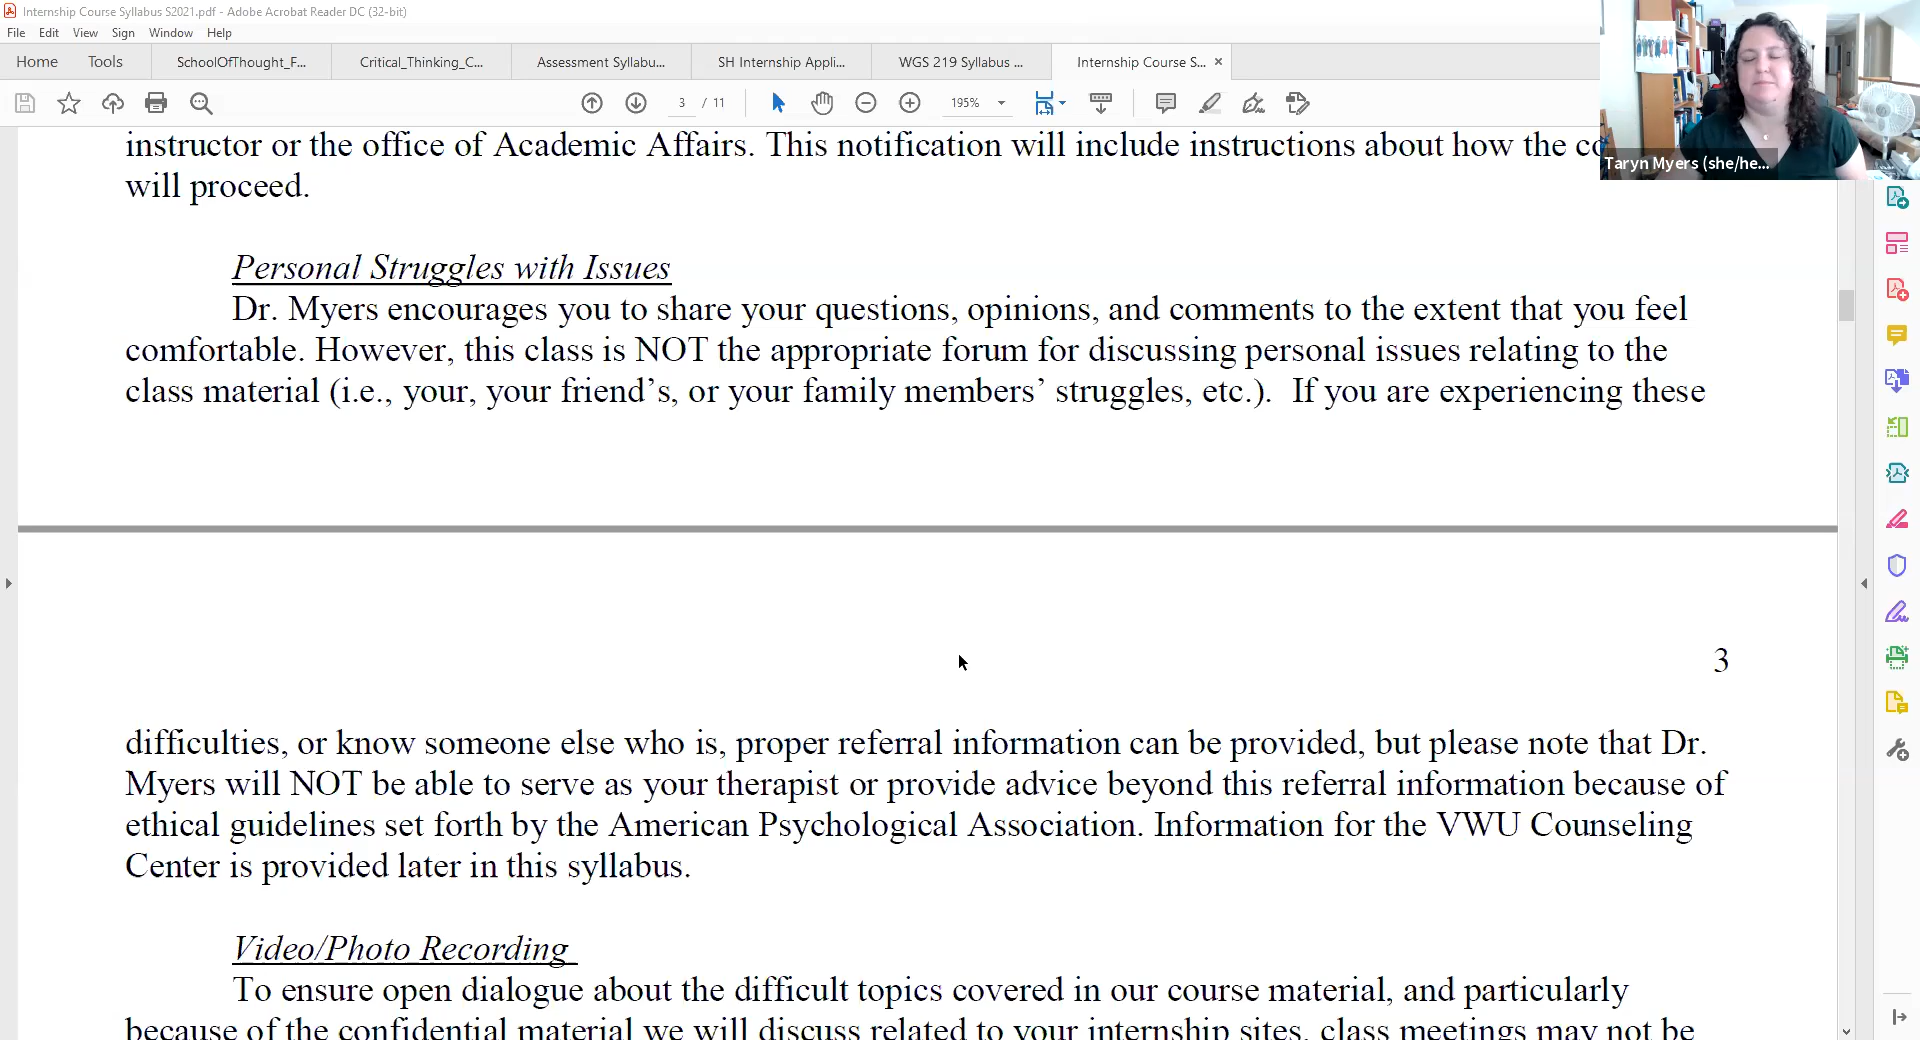 Internship Course Syllabus S2021.pdf - Adobe Acrobat Reader DC (32-bit)
File Edit View Sign Window Help
Home Tools SchoolOfThought_F... Critical_Thinking_C... Assessment Syllabu... SH Internship Appli... WGS 219 Syllabus ... Internship Course S... ×
3 / 11 195%
instructor or the office of Academic Affairs. This notification will include instructions about how the co
will proceed.
Taryn Myers (she/he...
Personal Struggles with Issues
Dr. Myers encourages you to share your questions, opinions, and comments to the extent that you feel
comfortable. However, this class is NOT the appropriate forum for discussing personal issues relating to the
class material (i.e., your, your friend’s, or your family members’ struggles, etc.).  If you are experiencing these
3
difficulties, or know someone else who is, proper referral information can be provided, but please note that Dr.
Myers will NOT be able to serve as your therapist or provide advice beyond this referral information because of
ethical guidelines set forth by the American Psychological Association. Information for the VWU Counseling
Center is provided later in this syllabus.
Video/Photo Recording
To ensure open dialogue about the difficult topics covered in our course material, and particularly
because of the confidential material we will discuss related to your internship sites, class meetings may not be